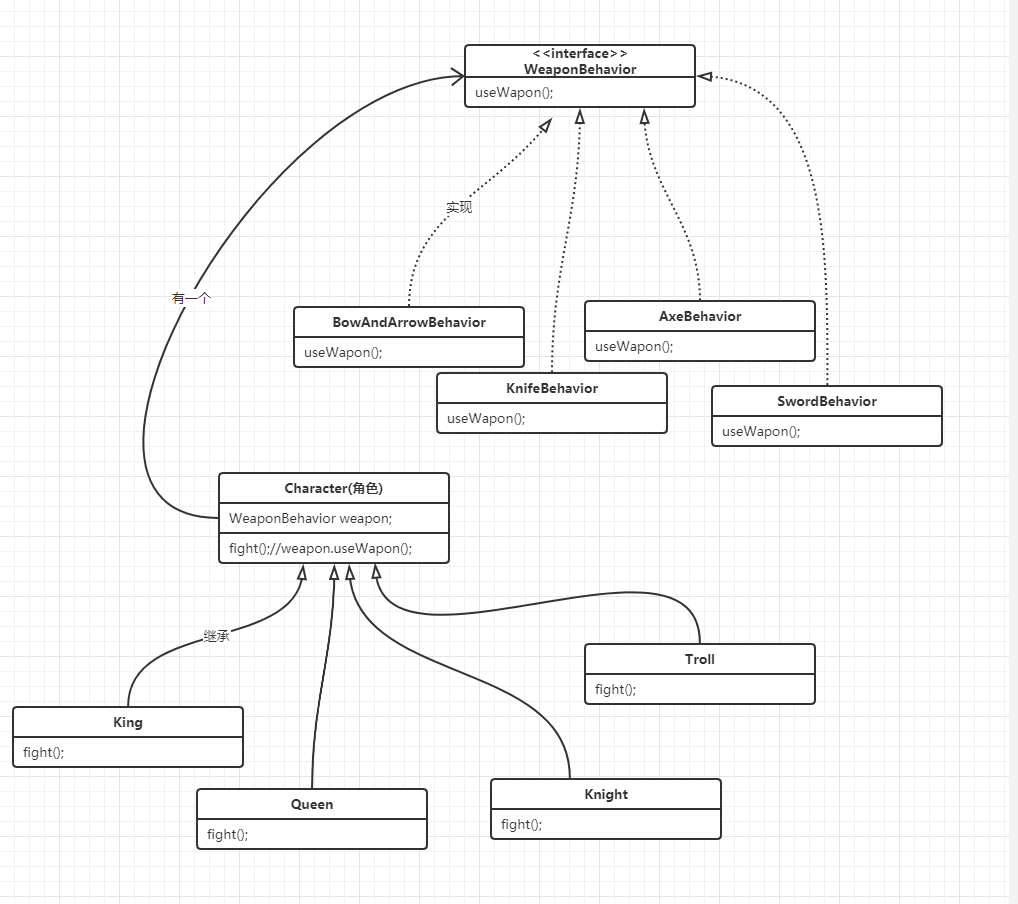 <<interface>>
WeaponBehavior
useWapon();
实现
有一个
BowAndArrowBehavior
useWapon();
AxeBehavior
useWapon();
KnifeBehavior
useWapon();
SwordBehavior
useWapon();
Character(角色)
WeaponBehavior weapon;
fight();//weapon.useWapon();
继承
Troll
fight();
King
fight();
Queen
fight();
Knight
fight();